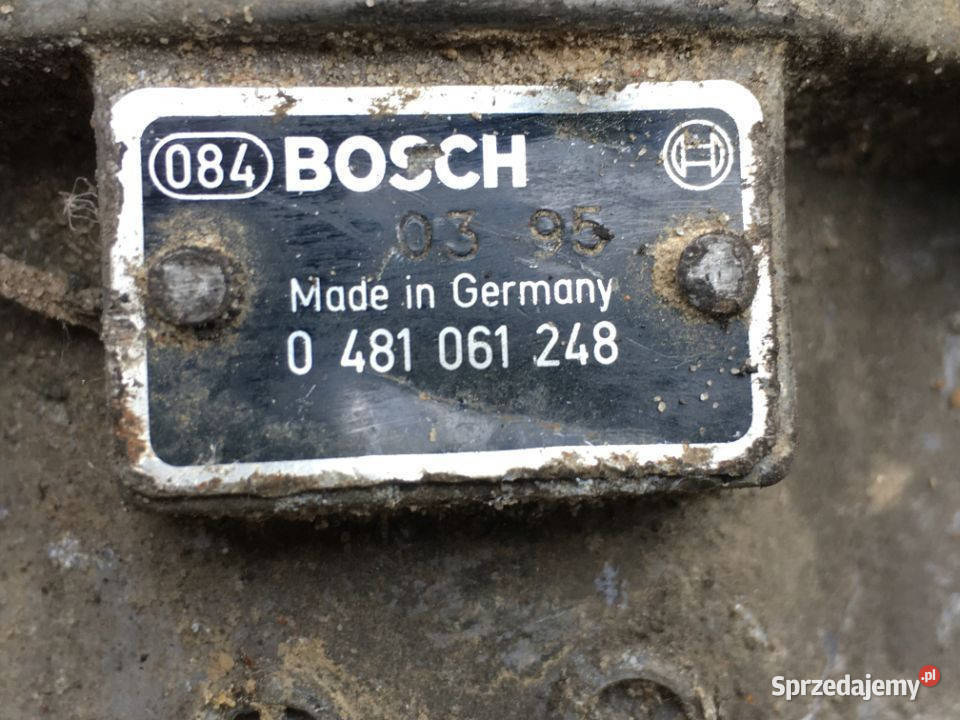 084 BOSCH
03 95
Made in Germany
0 481 061 248
Sprzedajemy.pl